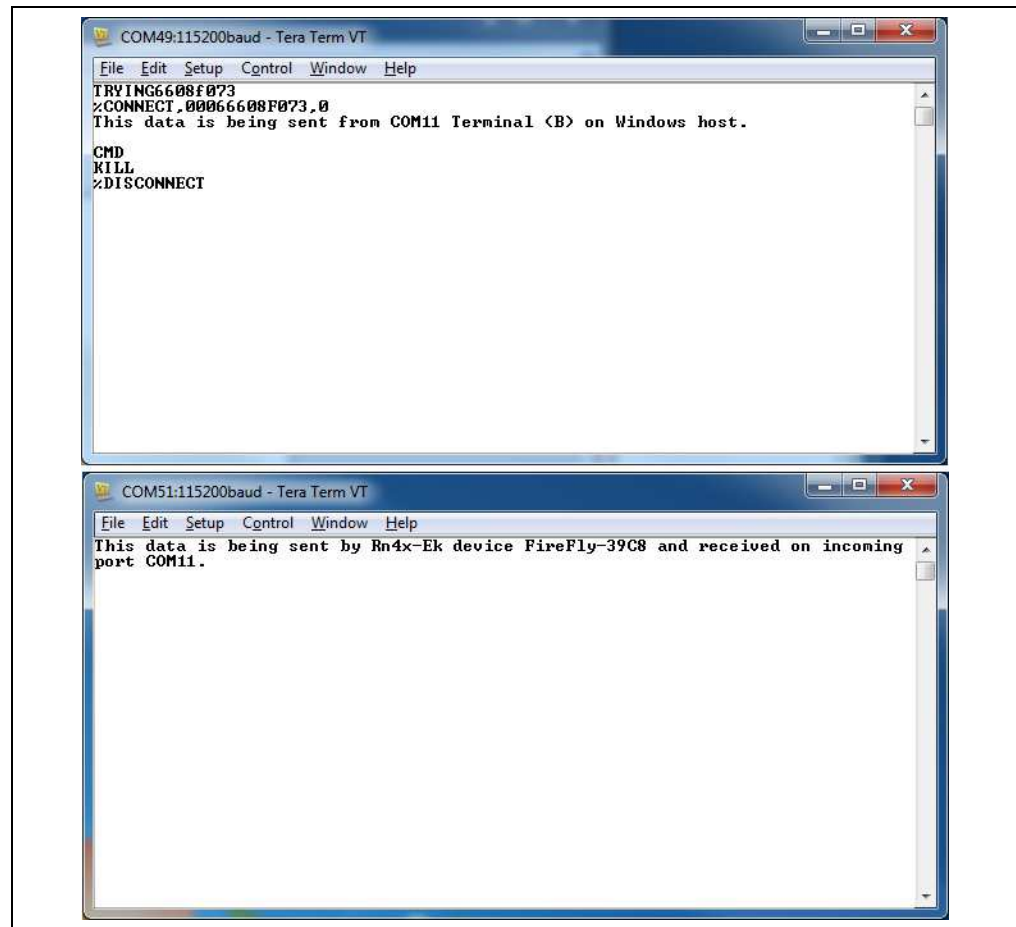 COM49:115200baud - Tera Term VT
File Edit Setup Control Window Help
TRYING6608f073
%CONNECT,00066608F073,0
This data is being sent from COM11 Terminal (B) on Windows host.
CMD
KILL
%DISCONNECT
COM51:115200baud - Tera Term VT
File Edit Setup Control Window Help
This data is being sent by Rn4x-Ek device FireFly-39C8 and received on incoming
port COM11.